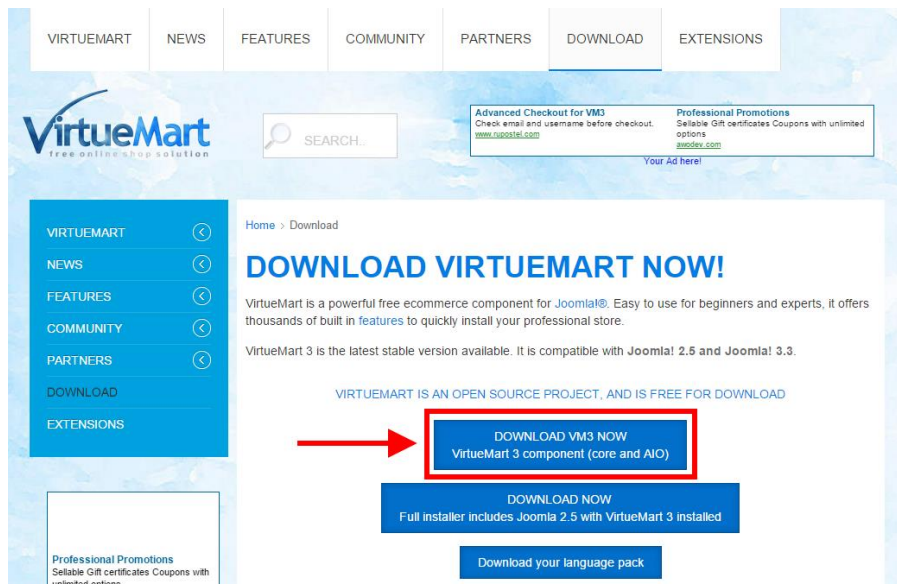 VIRTUEMART NEWS FEATURES COMMUNITY PARTNERS DOWNLOAD EXTENSIONS
VirtueMart
free online shop solution
SEARCH..
Advanced Checkout for VM3
Check email and username before checkout.
www.rupostel.com
Professional Promotions
Sellable Gift certificates Coupons with unlimited
options
awodev.com
Your Ad here!
VIRTUEMART
NEWS
FEATURES
COMMUNITY
PARTNERS
DOWNLOAD
EXTENSIONS
Home > Download
DOWNLOAD VIRTUEMART NOW!
VirtueMart is a powerful free ecommerce component for Joomla!®. Easy to use for beginners and experts, it offers
thousands of built in features to quickly install your professional store.
VirtueMart 3 is the latest stable version available. It is compatible with Joomla! 2.5 and Joomla! 3.3.
VIRTUEMART IS AN OPEN SOURCE PROJECT, AND IS FREE FOR DOWNLOAD
DOWNLOAD VM3 NOW
VirtueMart 3 component (core and AIO)
DOWNLOAD NOW
Full installer includes Joomla 2.5 with VirtueMart 3 installed
Download your language pack
Professional Promotions
Sellable Gift certificates Coupons with
unlimited options